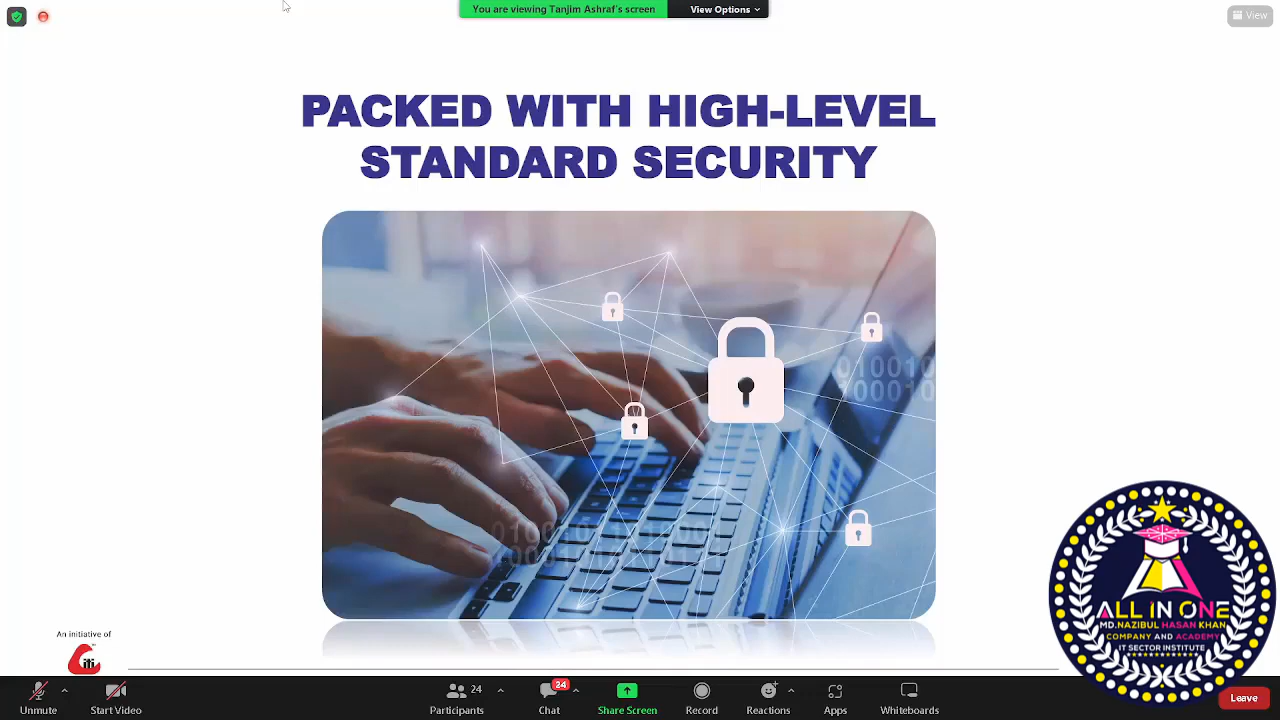 You are viewing Tanjim Ashraf's screen
View Options
View
PACKED WITH HIGH-LEVEL
STANDARD SECURITY
010010
100010
An initiative of
ALL IN ONE
MD.NAZIBUL HASAN KHAN
COMPANY AND ACADEMY
IT SECTOR INSTITUTE
Unmute
Start Video
24
Participants
24
Chat
Share Screen
Record
Reactions
Apps
Whiteboards
Leave